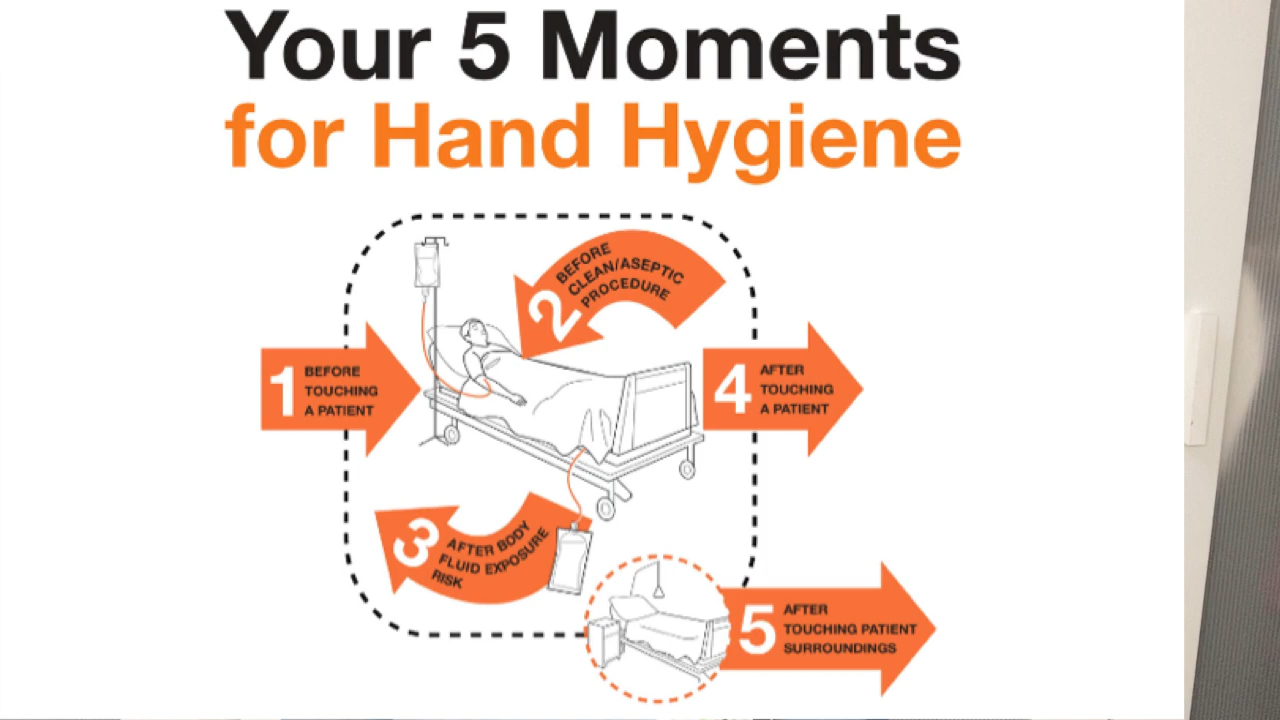 Your 5 Moments
for Hand Hygiene
2 BEFORE
CLEAN/ASEPTIC
PROCEDURE
1 BEFORE
TOUCHING
A PATIENT
4 AFTER
TOUCHING
A PATIENT
3 AFTER BODY
FLUID EXPOSURE
RISK
5 AFTER
TOUCHING PATIENT
SURROUNDINGS